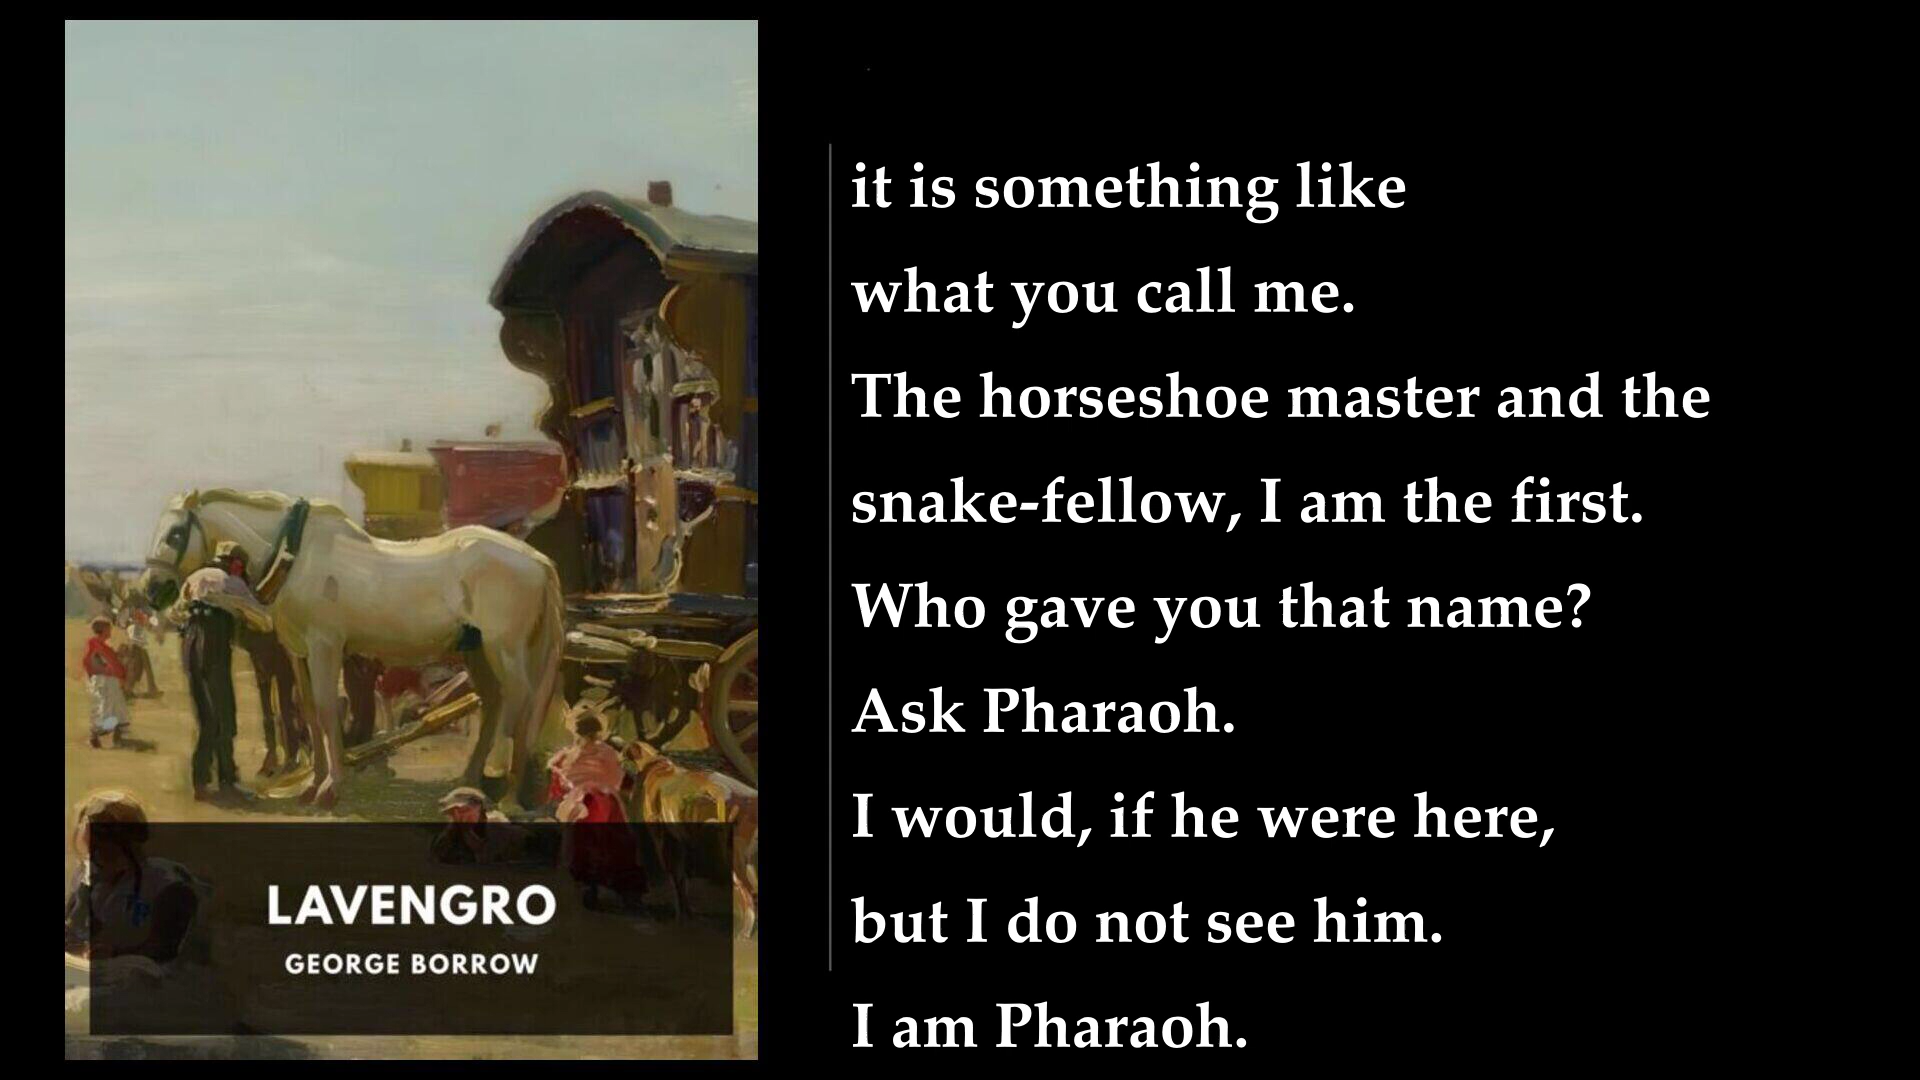 LAVENGRO
GEORGE BORROW
it is something like
what you call me.
The horseshoe master and the
snake-fellow, I am the first.
Who gave you that name?
Ask Pharaoh.
I would, if he were here,
but I do not see him.
I am Pharaoh.